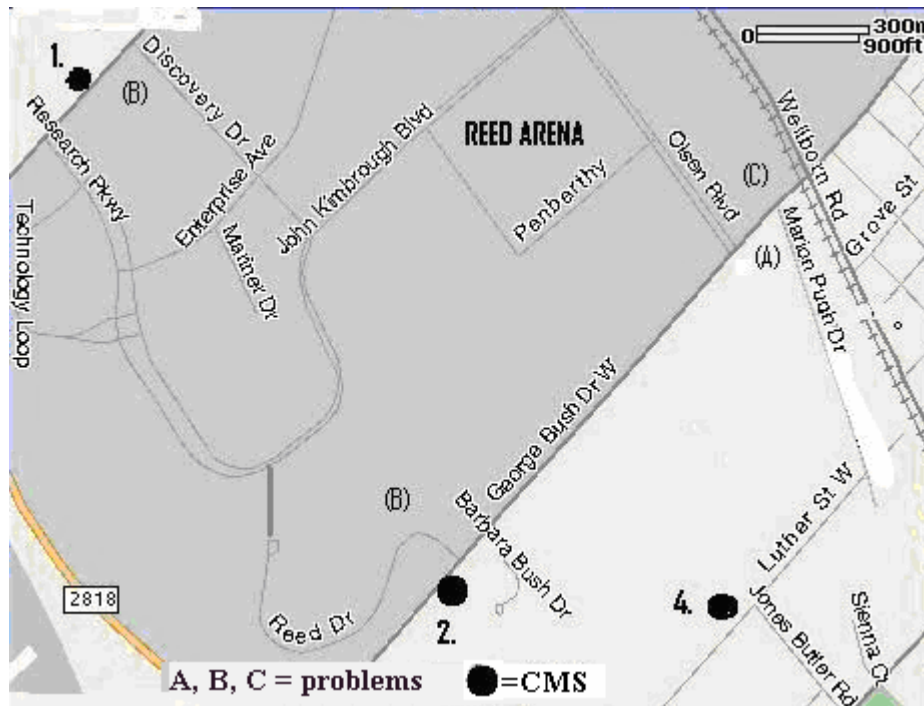 1.
(B)
Discovery Dr
Research Pkwy
Technology Loop
Enterprise Ave
Mariner Dr
John Kimbrough Blvd
REED ARENA
Penberthy
Olsen Blvd
(C)
Wellborn Rd
0
300m
900ft
Grove St
(A)
Marion Pugh Dr
George Bush Dr W
(B)
Barbara Bush Dr
Luther St W
2818
Reed Dr
2.
4.
Jones Butler Rd
Sienna Ct
A, B, C = problems
=CMS